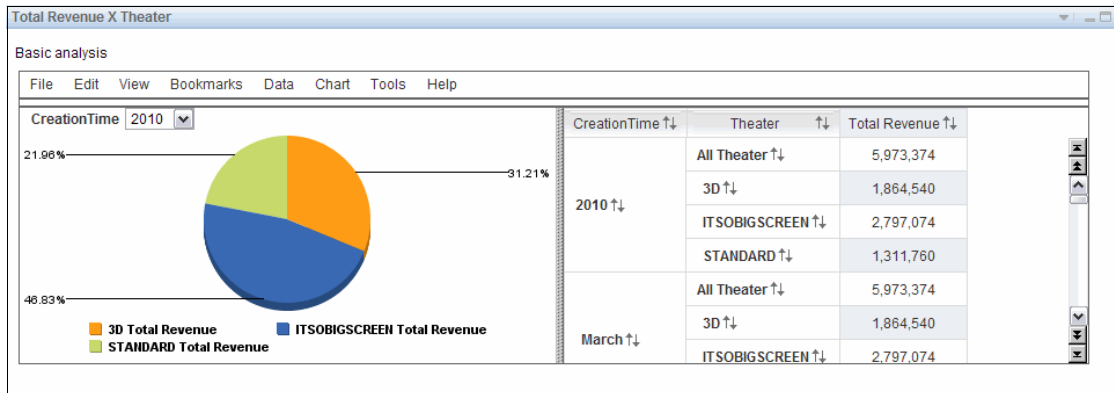 Total Revenue X Theater
Basic analysis
File Edit View Bookmarks Data Chart Tools Help
CreationTime 2010
21.96%
31.21%
46.83%
3D Total Revenue ITSOBIGSCREEN Total Revenue
STANDARD Total Revenue
CreationTime Theater Total Revenue
2010
All Theater 5,973,374
3D 1,864,540
ITSOBIGSCREEN 2,797,074
STANDARD 1,311,760
March
All Theater 5,973,374
3D 1,864,540
ITSOBIGSCREEN 2,797,074